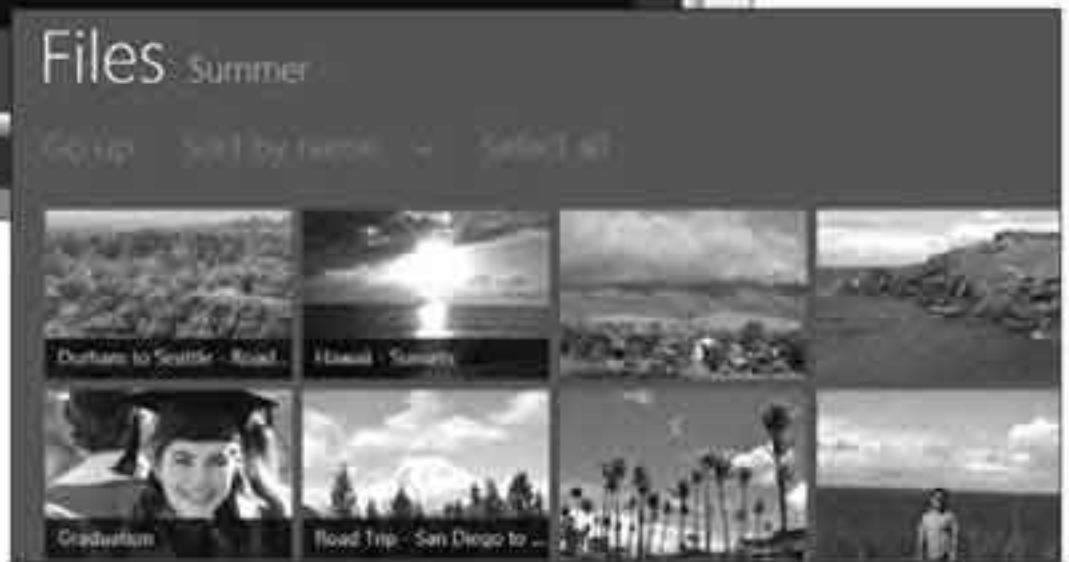 Files Summer
Go up Sort by name Select all
Durham to Seattle - Road...
Hawaii - Sunsets
Graduation
Road Trip - San Diego to ...